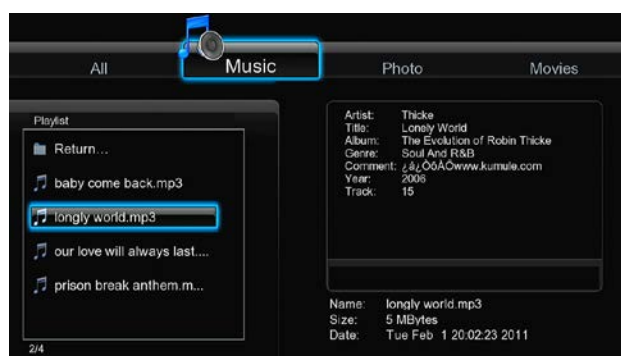 All Music Photo Movies
Playlist
Return...
baby come back.mp3
longly world.mp3
our love will always last....
prison break anthem.m...
2/4
Artist: Thicke
Title: Lonely World
Album: The Evolution of Robin Thicke
Genre: Soul And R&B
Comment: ¿á¿ÕõÀÖwww.kumule.com
Year: 2006
Track: 15
Name: longly world.mp3
Size: 5 MBytes
Date: Tue Feb 1 20:02:23 2011